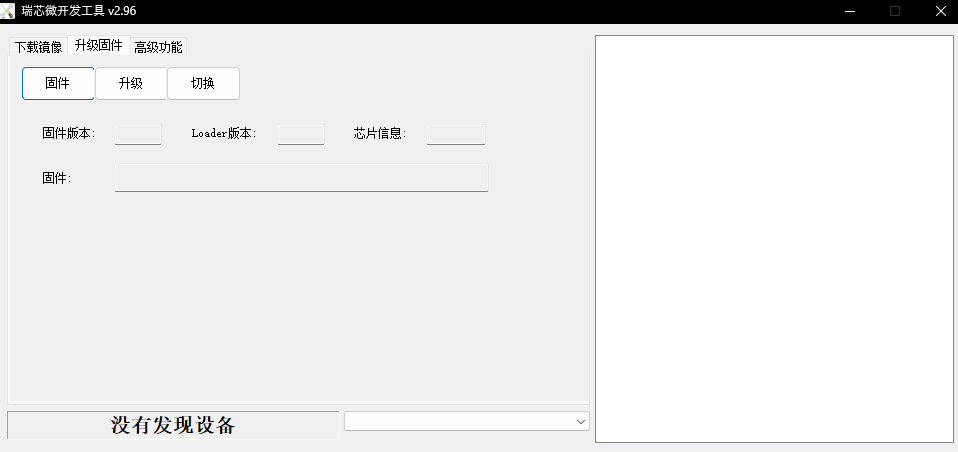 瑞芯微开发工具 v2.96
下载镜像 升级固件 高级功能
固件 升级 切换
固件版本: Loader版本: 芯片信息:
固件:
没有发现设备